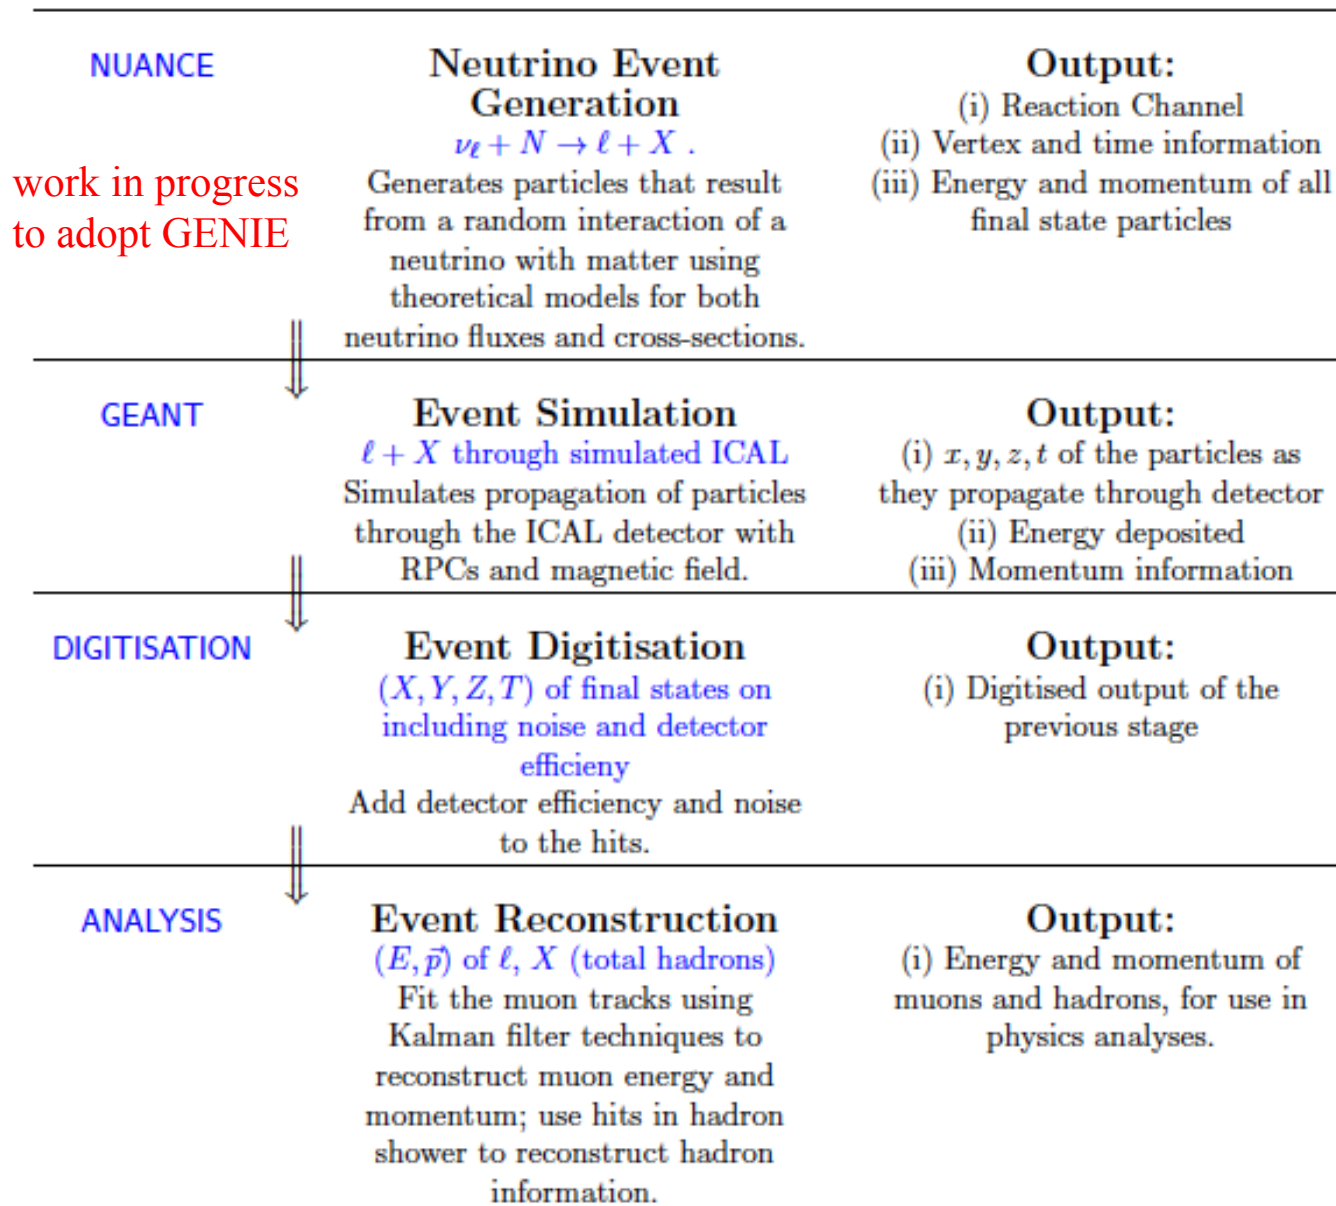 NUANCE
work in progress
to adopt GENIE
Neutrino Event
Generation
νℓ + N → ℓ + X .
Generates particles that result
from a random interaction of a
neutrino with matter using
theoretical models for both
neutrino fluxes and cross-sections.
Output:
(i) Reaction Channel
(ii) Vertex and time information
(iii) Energy and momentum of all
final state particles
⇓
GEANT
Event Simulation
ℓ + X through simulated ICAL
Simulates propagation of particles
through the ICAL detector with
RPCs and magnetic field.
Output:
(i) x, y, z, t of the particles as
they propagate through detector
(ii) Energy deposited
(iii) Momentum information
⇓
DIGITISATION
Event Digitisation
(X, Y, Z, T) of final states on
including noise and detector
efficieny
Add detector efficiency and noise
to the hits.
Output:
(i) Digitised output of the
previous stage
⇓
ANALYSIS
Event Reconstruction
(E, p⃗) of ℓ, X (total hadrons)
Fit the muon tracks using
Kalman filter techniques to
reconstruct muon energy and
momentum; use hits in hadron
shower to reconstruct hadron
information.
Output:
(i) Energy and momentum of
muons and hadrons, for use in
physics analyses.